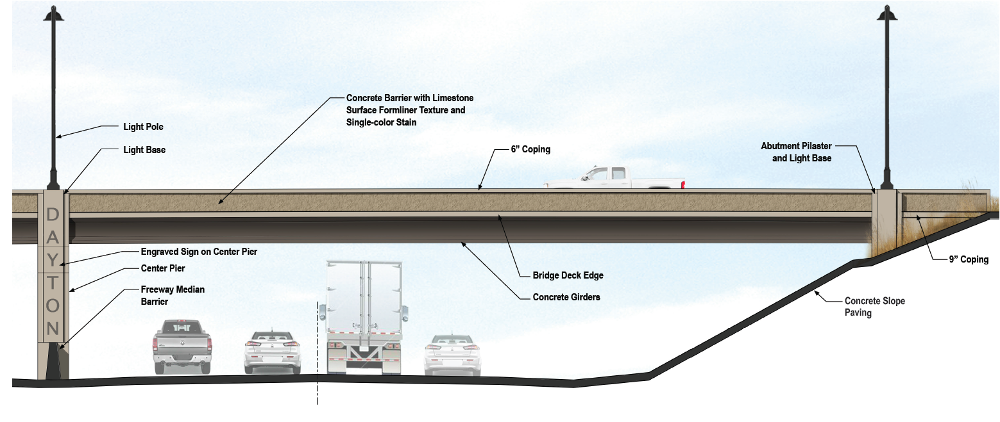 Concrete Barrier with Limestone
Surface Formliner Texture and
Single-color Stain
Light Pole
Light Base
6” Coping
Abutment Pilaster
and Light Base
DAYTON
Engraved Sign on Center Pier
Center Pier
Freeway Median
Barrier
Bridge Deck Edge
Concrete Girders
9” Coping
Concrete Slope
Paving